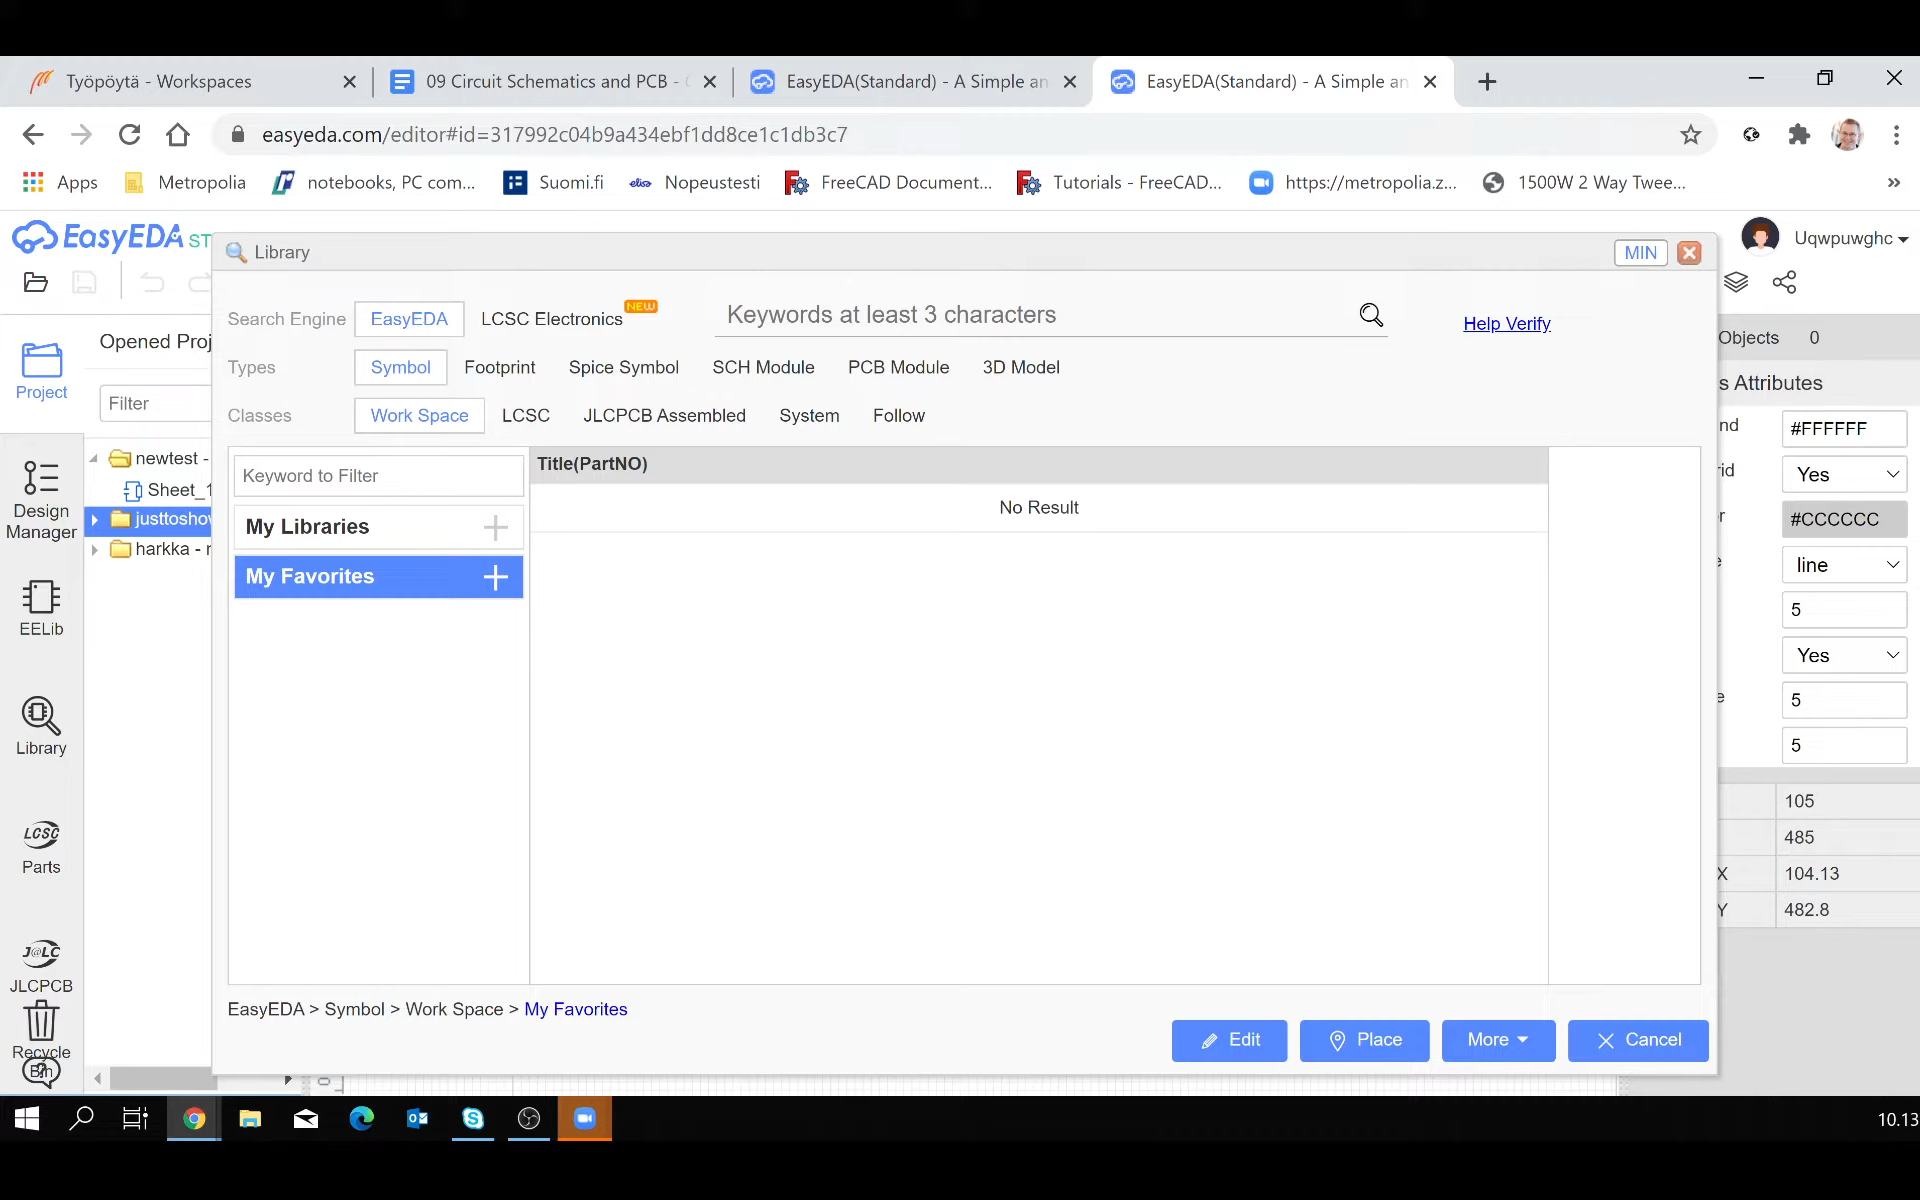 Työpöytä - Workspaces
09 Circuit Schematics and PCB -
EasyEDA(Standard) - A Simple an
EasyEDA(Standard) - A Simple an
easyeda.com/editor#id=317992c04b9a434ebf1dd8ce1c1db3c7
Apps
Metropolia
notebooks, PC com...
Suomi.fi
elisa
Nopeustesti
FreeCAD Document...
Tutorials - FreeCAD...
https://metropolia.z...
1500W 2 Way Twee...
»
EasyEDA ST
Library
MIN
Uqwpuwghc
Search Engine
EasyEDA
LCSC Electronics
NEW
Keywords at least 3 characters
Help Verify
Types
Symbol
Footprint
Spice Symbol
SCH Module
PCB Module
3D Model
Classes
Work Space
LCSC
JLCPCB Assembled
System
Follow
Project
Design
Manager
EELib
Library
LCSC
Parts
J@LC
JLCPCB
Recycle
Bin
Opened Proj
Filter
newtest -
Sheet_1
justtoshow
harkka - r
Keyword to Filter
My Libraries
My Favorites
Title(PartNO)
No Result
EasyEDA > Symbol > Work Space > My Favorites
Edit
Place
More
Cancel
Objects 0
s Attributes
nd #FFFFFF
rid Yes
r #CCCCCC
e line
5
Yes
e 5
5
105
485
X 104.13
Y 482.8
10.13